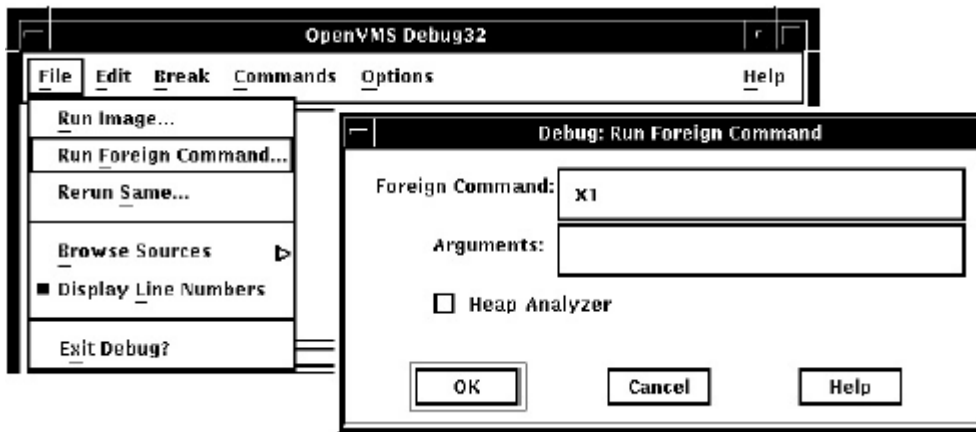 OpenVMS Debug32
File Edit Break Commands Options Help
Run Image...
Run Foreign Command...
Rerun Same...
Browse Sources
Display Line Numbers
Exit Debug?
Debug: Run Foreign Command
Foreign Command: X1
Arguments:
Heap Analyzer
OK Cancel Help